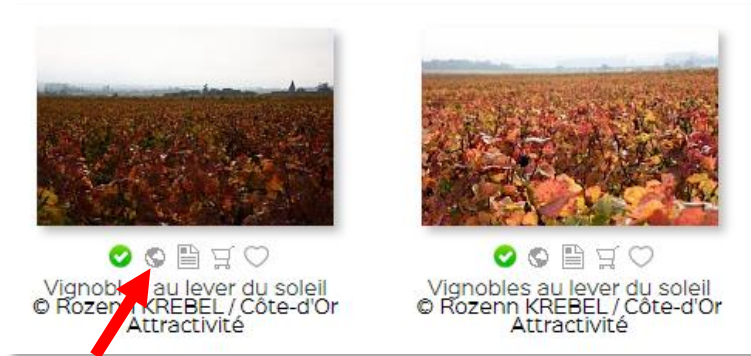 Vignobles au lever du soleil
© Rozenn KREBEL / Côte-d'Or
Attractivité
Vignobles au lever du soleil
© Rozenn KREBEL / Côte-d'Or
Attractivité